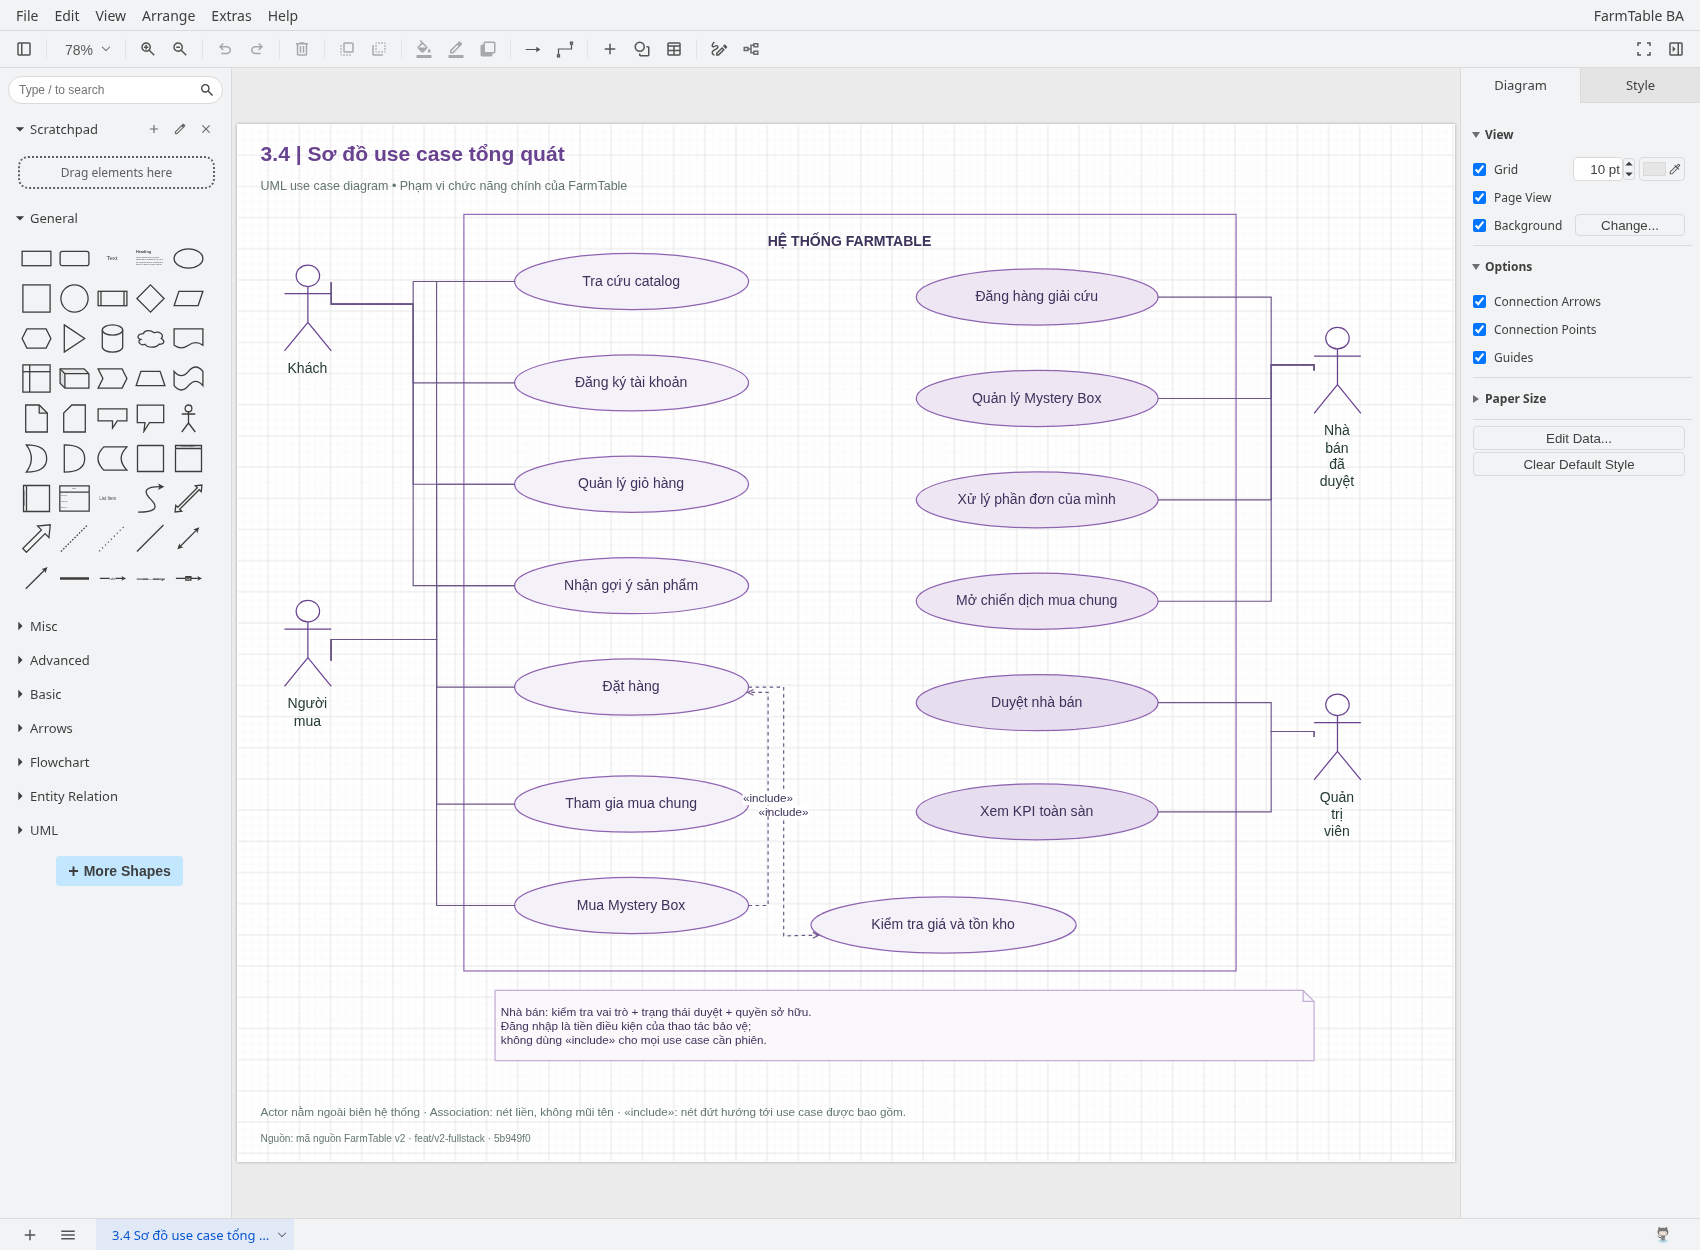 File Edit View Arrange Extras Help
FarmTable BA
78%
Type / to search
Scratchpad
Drag elements here
General
Text
Heading
List Item
Misc
Advanced
Basic
Arrows
Flowchart
Entity Relation
UML
+ More Shapes
3.4 | Sơ đồ use case tổng quát
UML use case diagram • Phạm vi chức năng chính của FarmTable
HỆ THỐNG FARMTABLE
Khách
Người
mua
Tra cứu catalog
Đăng ký tài khoản
Quản lý giỏ hàng
Nhận gợi ý sản phẩm
Đặt hàng
Tham gia mua chung
Mua Mystery Box
«include»
«include»
Đăng hàng giải cứu
Quản lý Mystery Box
Xử lý phần đơn của mình
Mở chiến dịch mua chung
Duyệt nhà bán
Xem KPI toàn sàn
Kiểm tra giá và tồn kho
Nhà
bán
đã
duyệt
Quản
trị
viên
Nhà bán: kiểm tra vai trò + trạng thái duyệt + quyền sở hữu.
Đăng nhập là tiền điều kiện của thao tác bảo vệ;
không dùng «include» cho mọi use case cần phiên.
Actor nằm ngoài biên hệ thống · Association: nét liền, không mũi tên · «include»: nét đứt hướng tới use case được bao gồm.
Nguồn: mã nguồn FarmTable v2 · feat/v2-fullstack · 5b949f0
Diagram
Style
View
Grid
10 pt
Page View
Background
Change...
Options
Connection Arrows
Connection Points
Guides
Paper Size
Edit Data...
Clear Default Style
3.4 Sơ đồ use case tổng ...